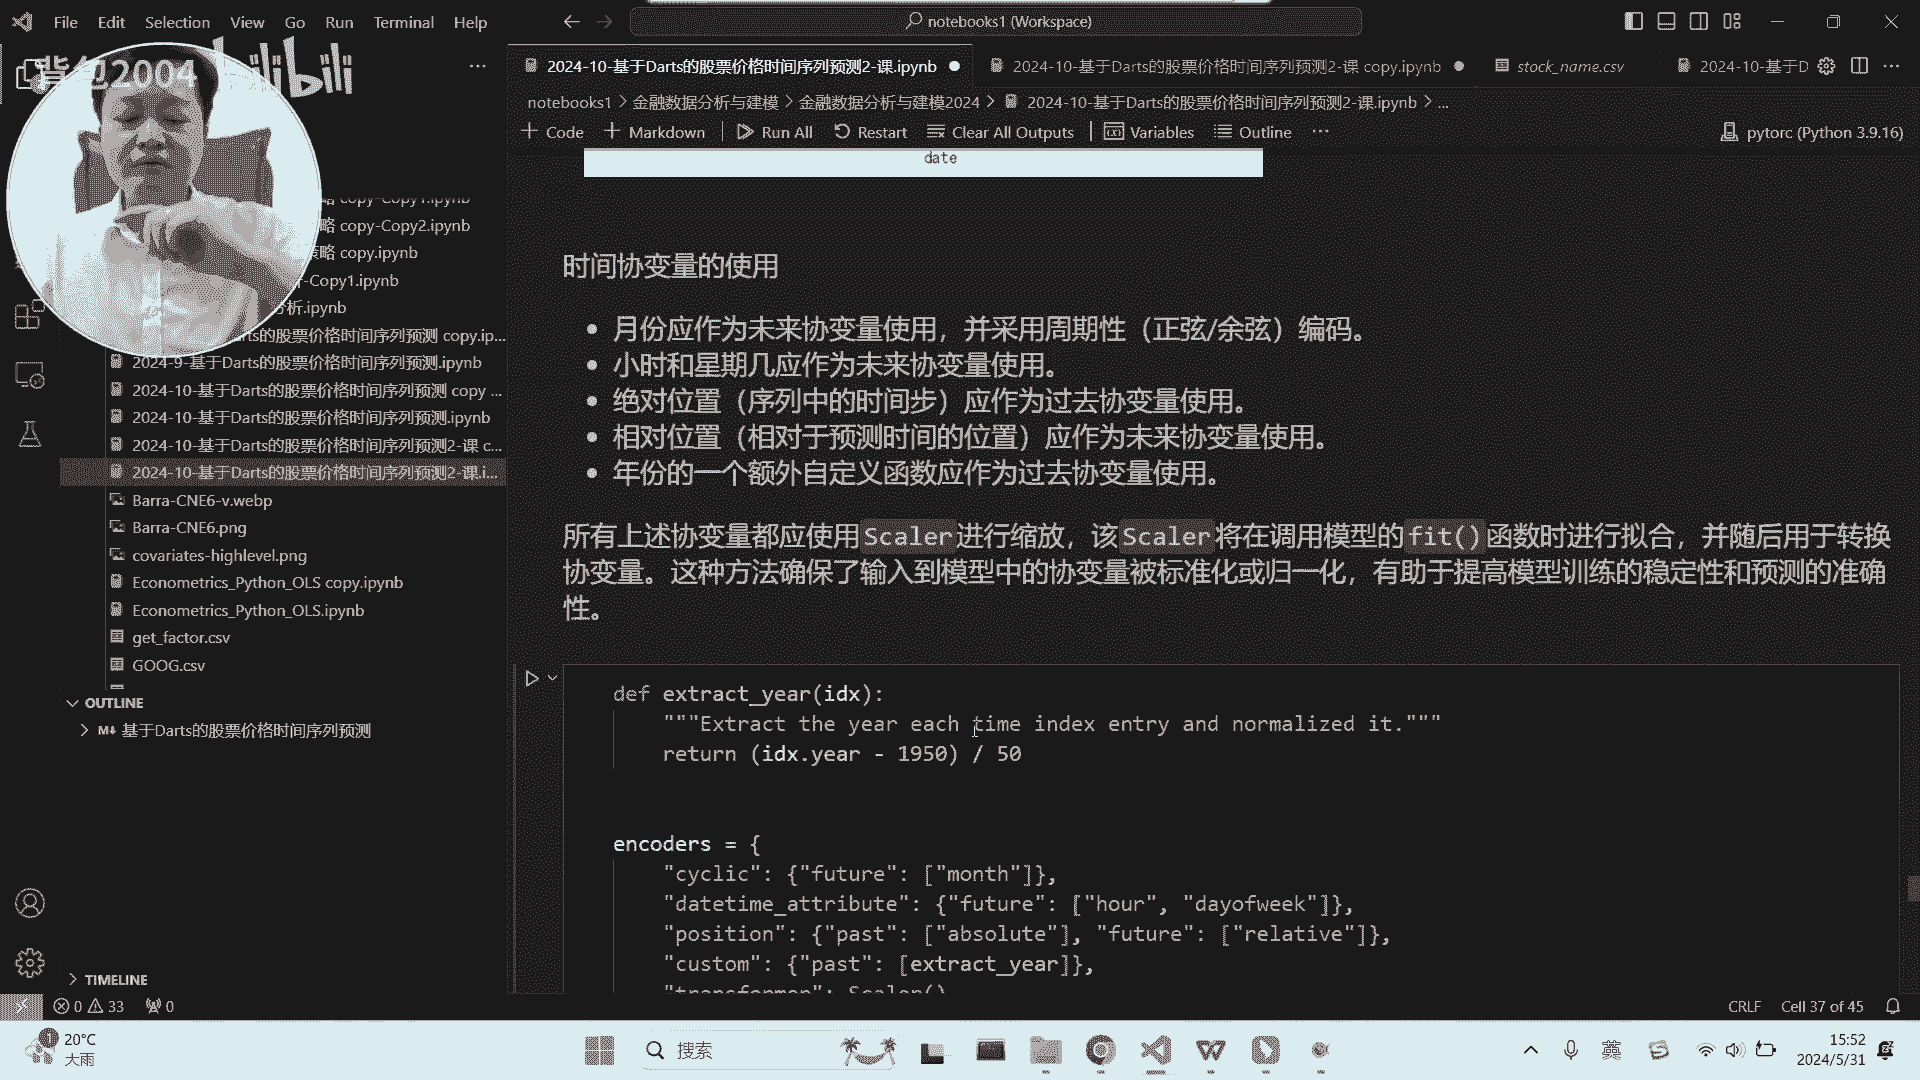 File Edit Selection View Go Run Terminal Help
notebooks1 (Workspace)
背包2004 bilibili
2024-10-基于Darts的股票价格时间序列预测2-课.ipynb
2024-10-基于Darts的股票价格时间序列预测2-课 copy.ipynb
stock_name.csv
2024-10-基于D
notebooks1 > 金融数据分析与建模 > 金融数据分析与建模2024 > 2024-10-基于Darts的股票价格时间序列预测2-课.ipynb > ...
+ Code + Markdown Run All Restart Clear All Outputs Variables Outline ...
pytorc (Python 3.9.16)
date
copy-Copy1.ipynb
略 copy-Copy2.ipynb
策略 copy.ipynb
-Copy1.ipynb
分析.ipynb
arts的股票价格时间序列预测 copy.ip...
2024-9-基于Darts的股票价格时间序列预测.ipynb
2024-10-基于Darts的股票价格时间序列预测 copy ...
2024-10-基于Darts的股票价格时间序列预测.ipynb
2024-10-基于Darts的股票价格时间序列预测2-课 c...
2024-10-基于Darts的股票价格时间序列预测2-课.i...
Barra-CNE6-v.webp
Barra-CNE6.png
covariates-highlevel.png
Econometrics_Python_OLS copy.ipynb
Econometrics_Python_OLS.ipynb
get_factor.csv
GOOG.csv
OUTLINE
基于Darts的股票价格时间序列预测
TIMELINE
时间协变量的使用
月份应作为未来协变量使用，并采用周期性（正弦/余弦）编码。
小时和星期几应作为未来协变量使用。
绝对位置（序列中的时间步）应作为过去协变量使用。
相对位置（相对于预测时间的位置）应作为未来协变量使用。
年份的一个额外自定义函数应作为过去协变量使用。
所有上述协变量都应使用Scaler进行缩放，该Scaler将在调用模型的fit()函数时进行拟合，并随后用于转换
协变量。这种方法确保了输入到模型中的协变量被标准化或归一化，有助于提高模型训练的稳定性和预测的准确
性。
def extract_year(idx):
"""Extract the year each time index entry and normalized it."""
return (idx.year - 1950) / 50
encoders = {
"cyclic": {"future": ["month"]},
"datetime_attribute": {"future": ["hour", "dayofweek"]},
"position": {"past": ["absolute"], "future": ["relative"]},
"custom": {"past": [extract_year]},
"transformer": Scaler()
0 33 0
CRLF Cell 37 of 45
20°C
大雨
搜索
英
15:52
2024/5/31